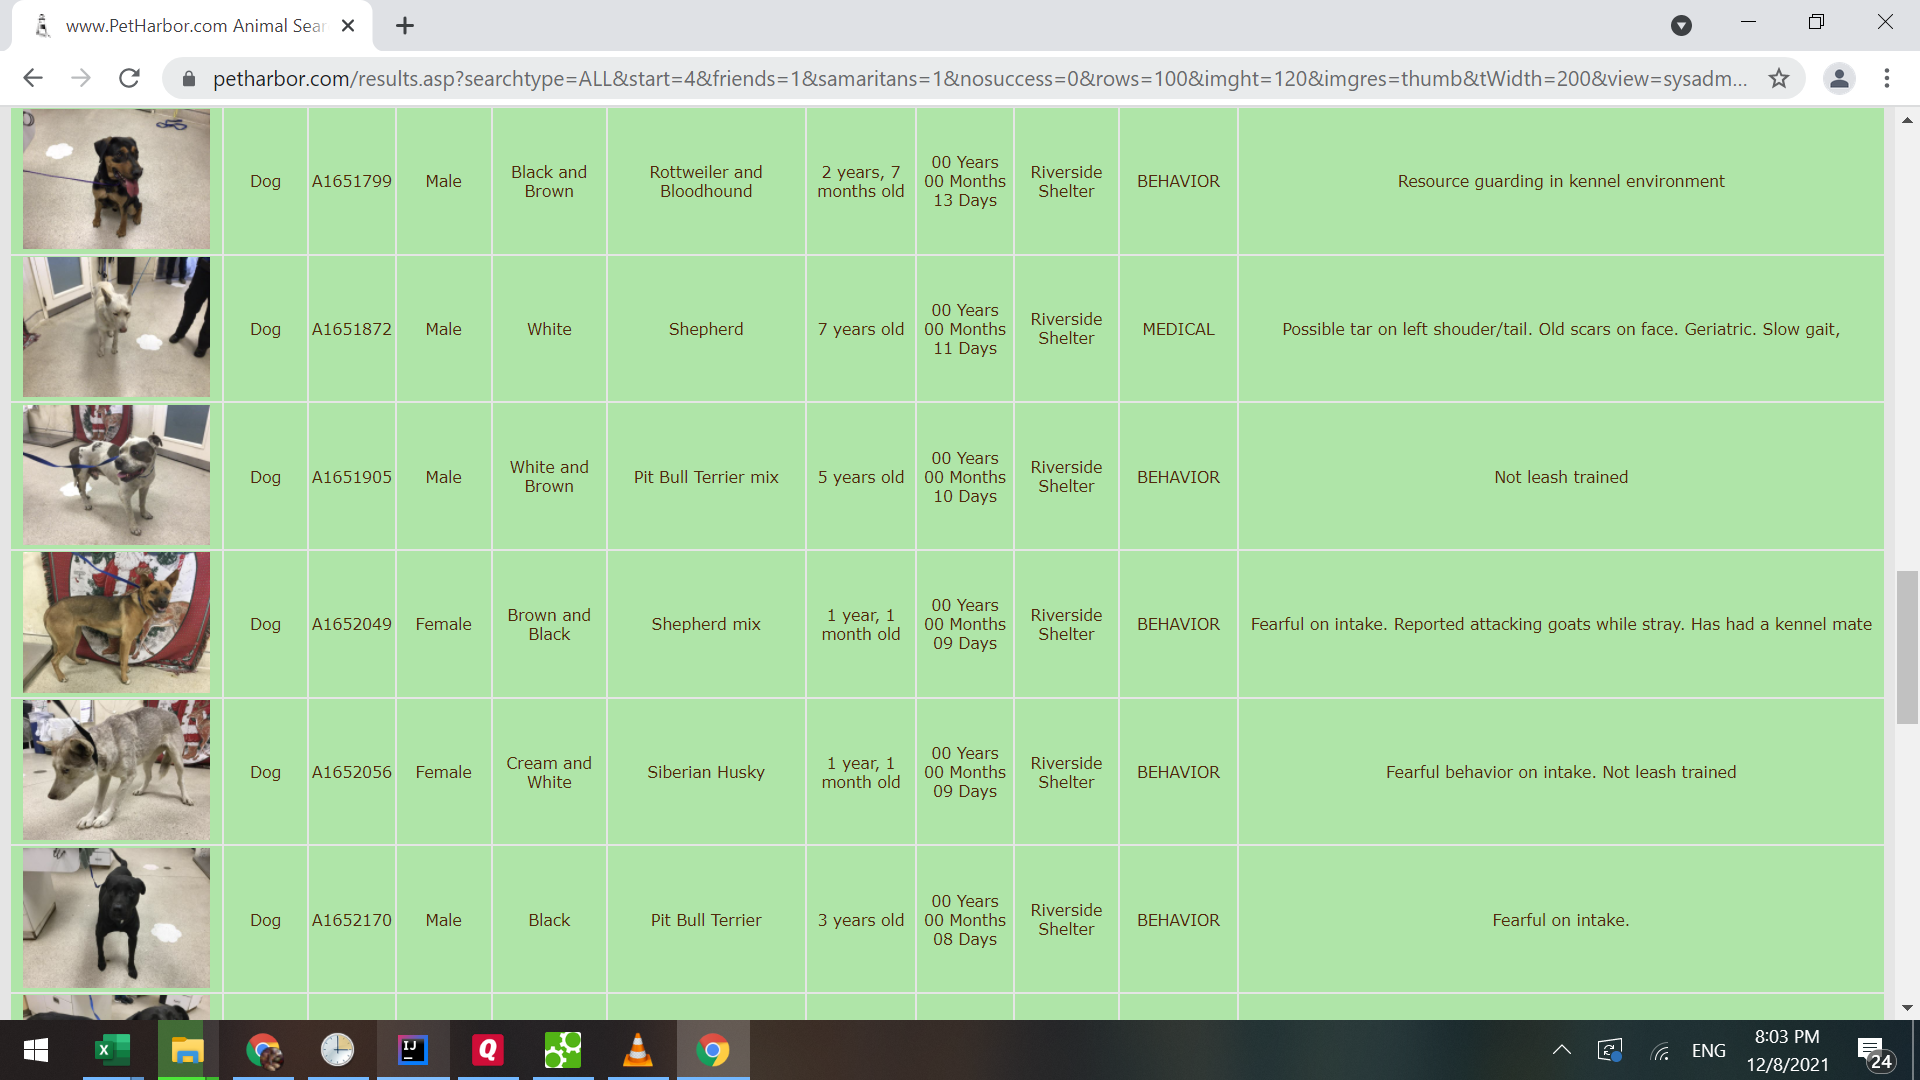 www.PetHarbor.com Animal Sear
petharbor.com/results.asp?searchtype=ALL&start=4&friends=1&samaritans=1&nosuccess=0&rows=100&imght=120&imgres=thumb&tWidth=200&view=sysadm...
Dog
A1651799
Male
Black and
Brown
Rottweiler and
Bloodhound
2 years, 7
months old
00 Years
00 Months
13 Days
Riverside
Shelter
BEHAVIOR
Resource guarding in kennel environment
Dog
A1651872
Male
White
Shepherd
7 years old
00 Years
00 Months
11 Days
Riverside
Shelter
MEDICAL
Possible tar on left shouder/tail. Old scars on face. Geriatric. Slow gait,
Dog
A1651905
Male
White and
Brown
Pit Bull Terrier mix
5 years old
00 Years
00 Months
10 Days
Riverside
Shelter
BEHAVIOR
Not leash trained
Dog
A1652049
Female
Brown and
Black
Shepherd mix
1 year, 1
month old
00 Years
00 Months
09 Days
Riverside
Shelter
BEHAVIOR
Fearful on intake. Reported attacking goats while stray. Has had a kennel mate
Dog
A1652056
Female
Cream and
White
Siberian Husky
1 year, 1
month old
00 Years
00 Months
09 Days
Riverside
Shelter
BEHAVIOR
Fearful behavior on intake. Not leash trained
Dog
A1652170
Male
Black
Pit Bull Terrier
3 years old
00 Years
00 Months
08 Days
Riverside
Shelter
BEHAVIOR
Fearful on intake.
X
IJ
Q
ENG
8:03 PM
12/8/2021
24